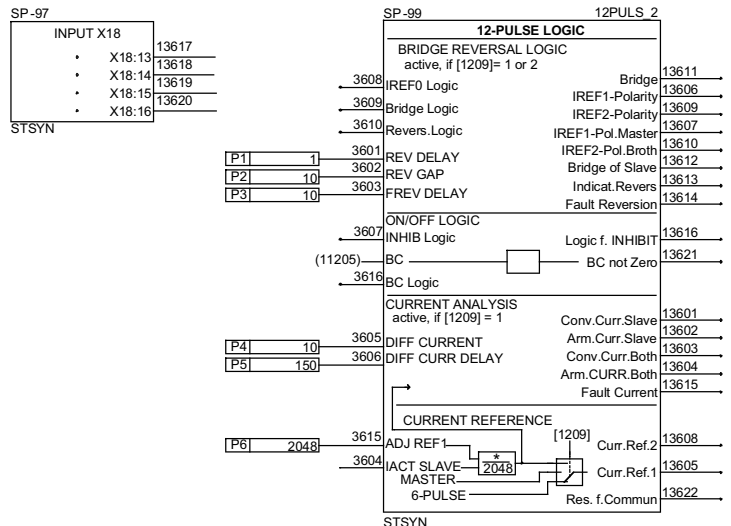 SP-97
INPUT X18
X18:13 13617
X18:14 13618
X18:15 13619
X18:16 13620
STSYN
SP-99 12PULS_2
12-PULSE LOGIC
BRIDGE REVERSAL LOGIC
active, if [1209]= 1 or 2
3608 IREF0 Logic
3609 Bridge Logic
3610 Revers.Logic
P1 1 3601 REV DELAY
P2 10 3602 REV GAP
P3 10 3603 FREV DELAY
Bridge 13611
IREF1-Polarity 13606
IREF2-Polarity 13609
IREF1-Pol.Master 13607
IREF2-Pol.Broth 13610
Bridge of Slave 13612
Indicat.Revers 13613
Fault Reversion 13614
ON/OFF LOGIC
3607 INHIB Logic
Logic f. INHIBIT 13616
(11205) BC
BC not Zero 13621
3616 BC Logic
CURRENT ANALYSIS
active, if [1209] = 1
P4 10 3605 DIFF CURRENT
P5 150 3606 DIFF CURR DELAY
Conv.Curr.Slave 13601
Arm.Curr.Slave 13602
Conv.Curr.Both 13603
Arm.CURR.Both 13604
Fault Current 13615
CURRENT REFERENCE
[1209]
P6 2048 3615 ADJ REF1
3604 IACT SLAVE
*
2048
MASTER
6-PULSE
Curr.Ref.2 13608
Curr.Ref.1 13605
Res. f.Commun 13622
STSYN